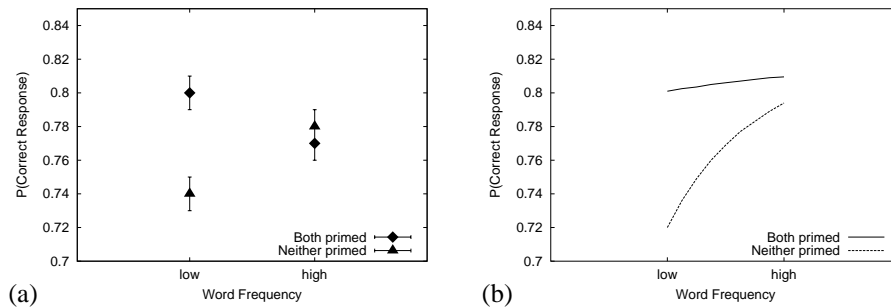 0.84
0.82
0.8
0.78
0.76
0.74
0.72
0.7
P(Correct Response)
Both primed
Neither primed
low high
Word Frequency
(a)
0.84
0.82
0.8
0.78
0.76
0.74
0.72
0.7
P(Correct Response)
Both primed
Neither primed
low high
Word Frequency
(b)